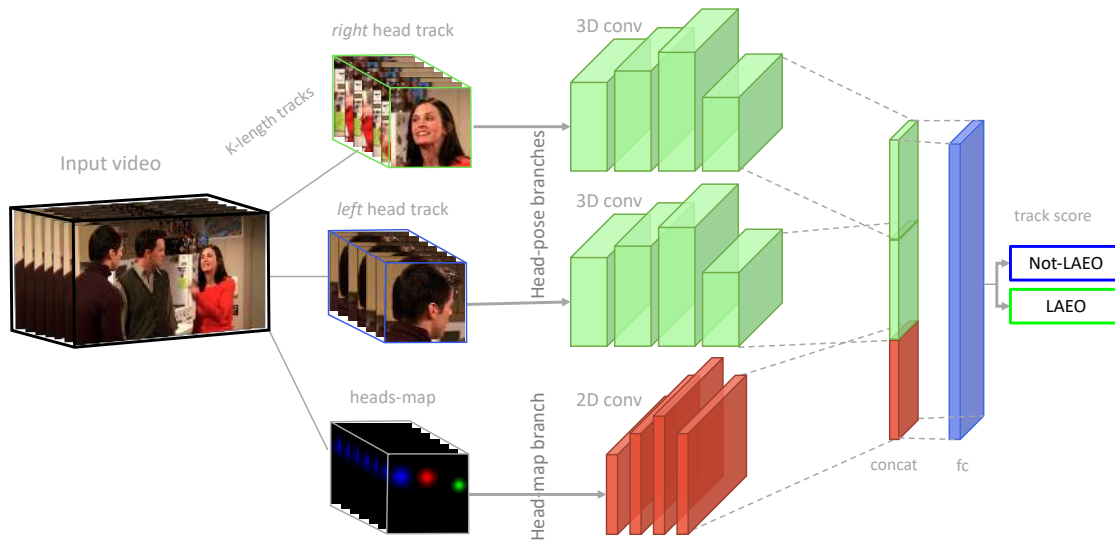 right head track
3D conv
K-length tracks
Input video
Head-pose branches
left head track
3D conv
track score
Not-LAEO
LAEO
heads-map
2D conv
Head-map branch
concat
fc